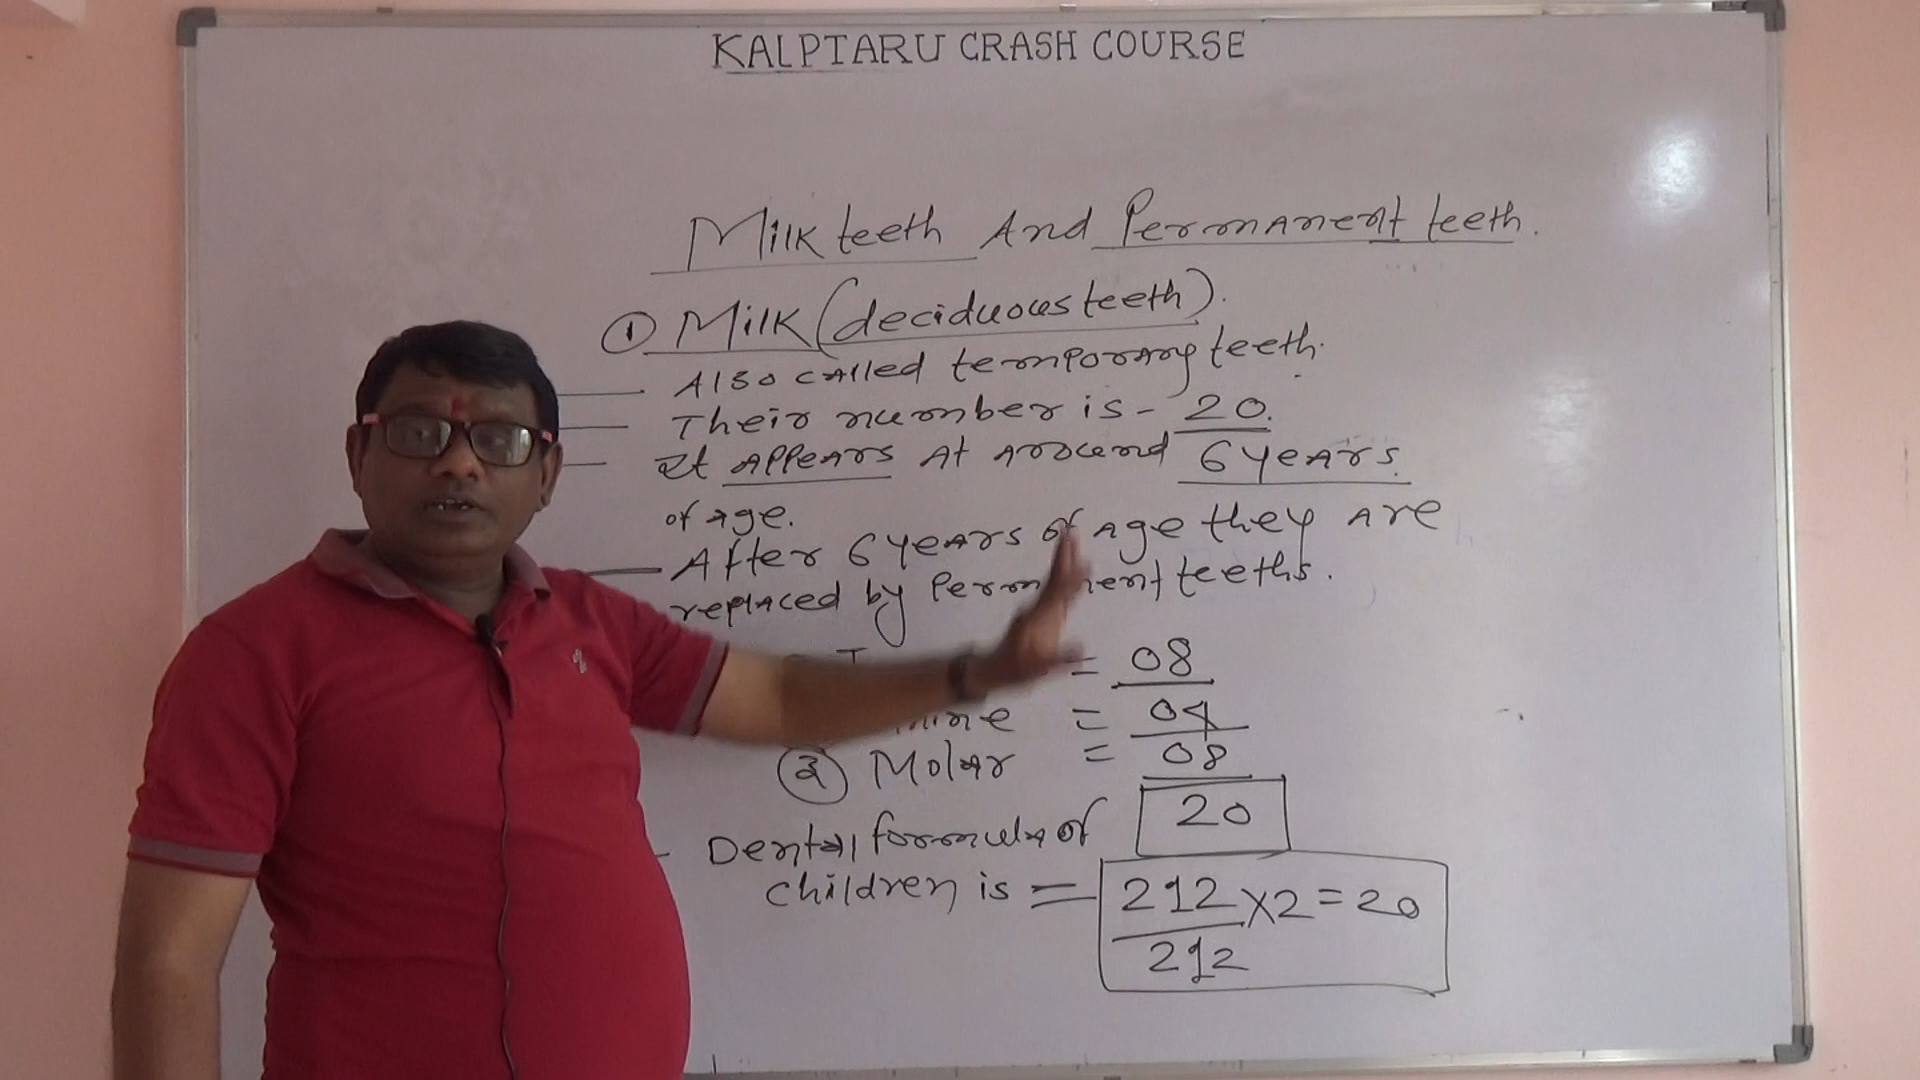 KALPTARU CRASH COURSE
Milk teeth And Permanent teeth.
① Milk (deciduous teeth).
Also called temporary teeth.
Their number is - 20.
It appears At around 6 years.
of age.
After 6 years of age they are
replaced by teeths.
= 08
= 04
③ Molar = 08
20
Dental formula of
children is = 212/212 × 2 = 20